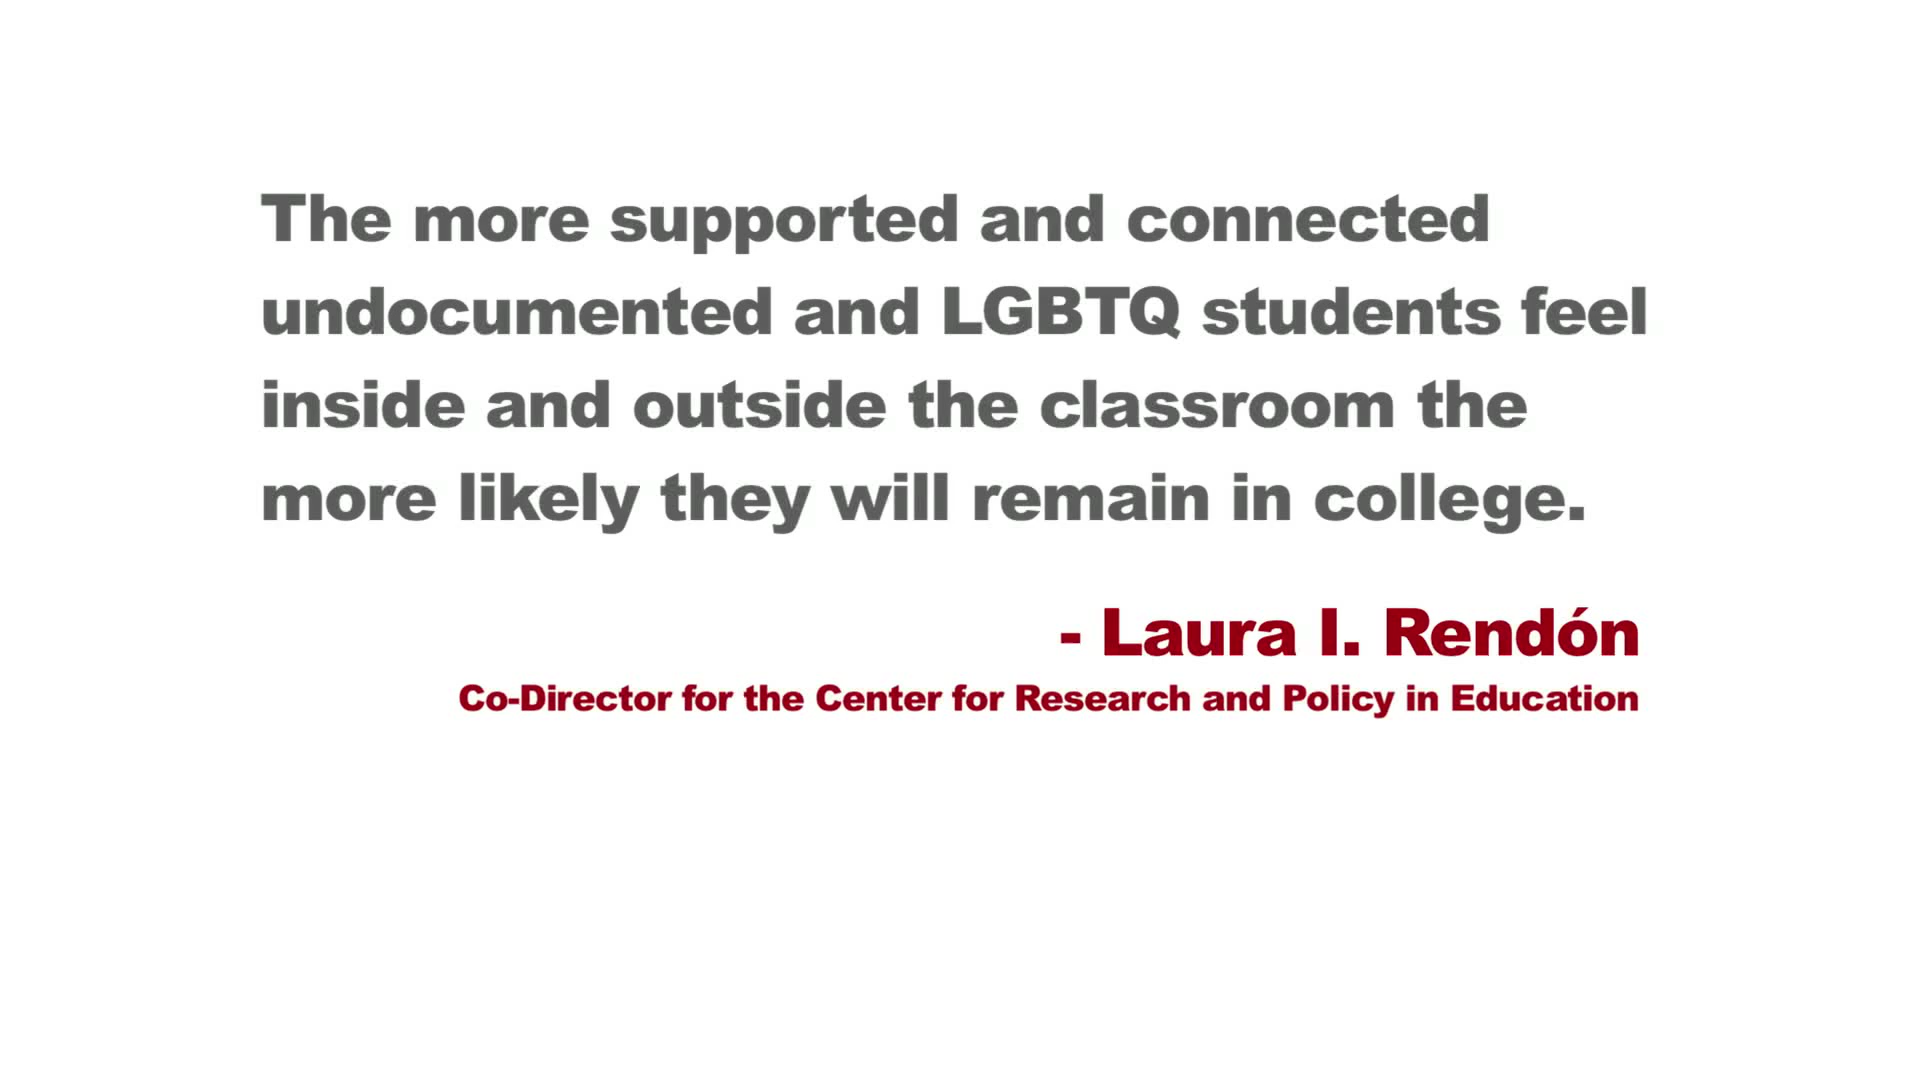 The more supported and connected
undocumented and LGBTQ students feel
inside and outside the classroom the
more likely they will remain in college.
- Laura I. Rendón
Co-Director for the Center for Research and Policy in Education